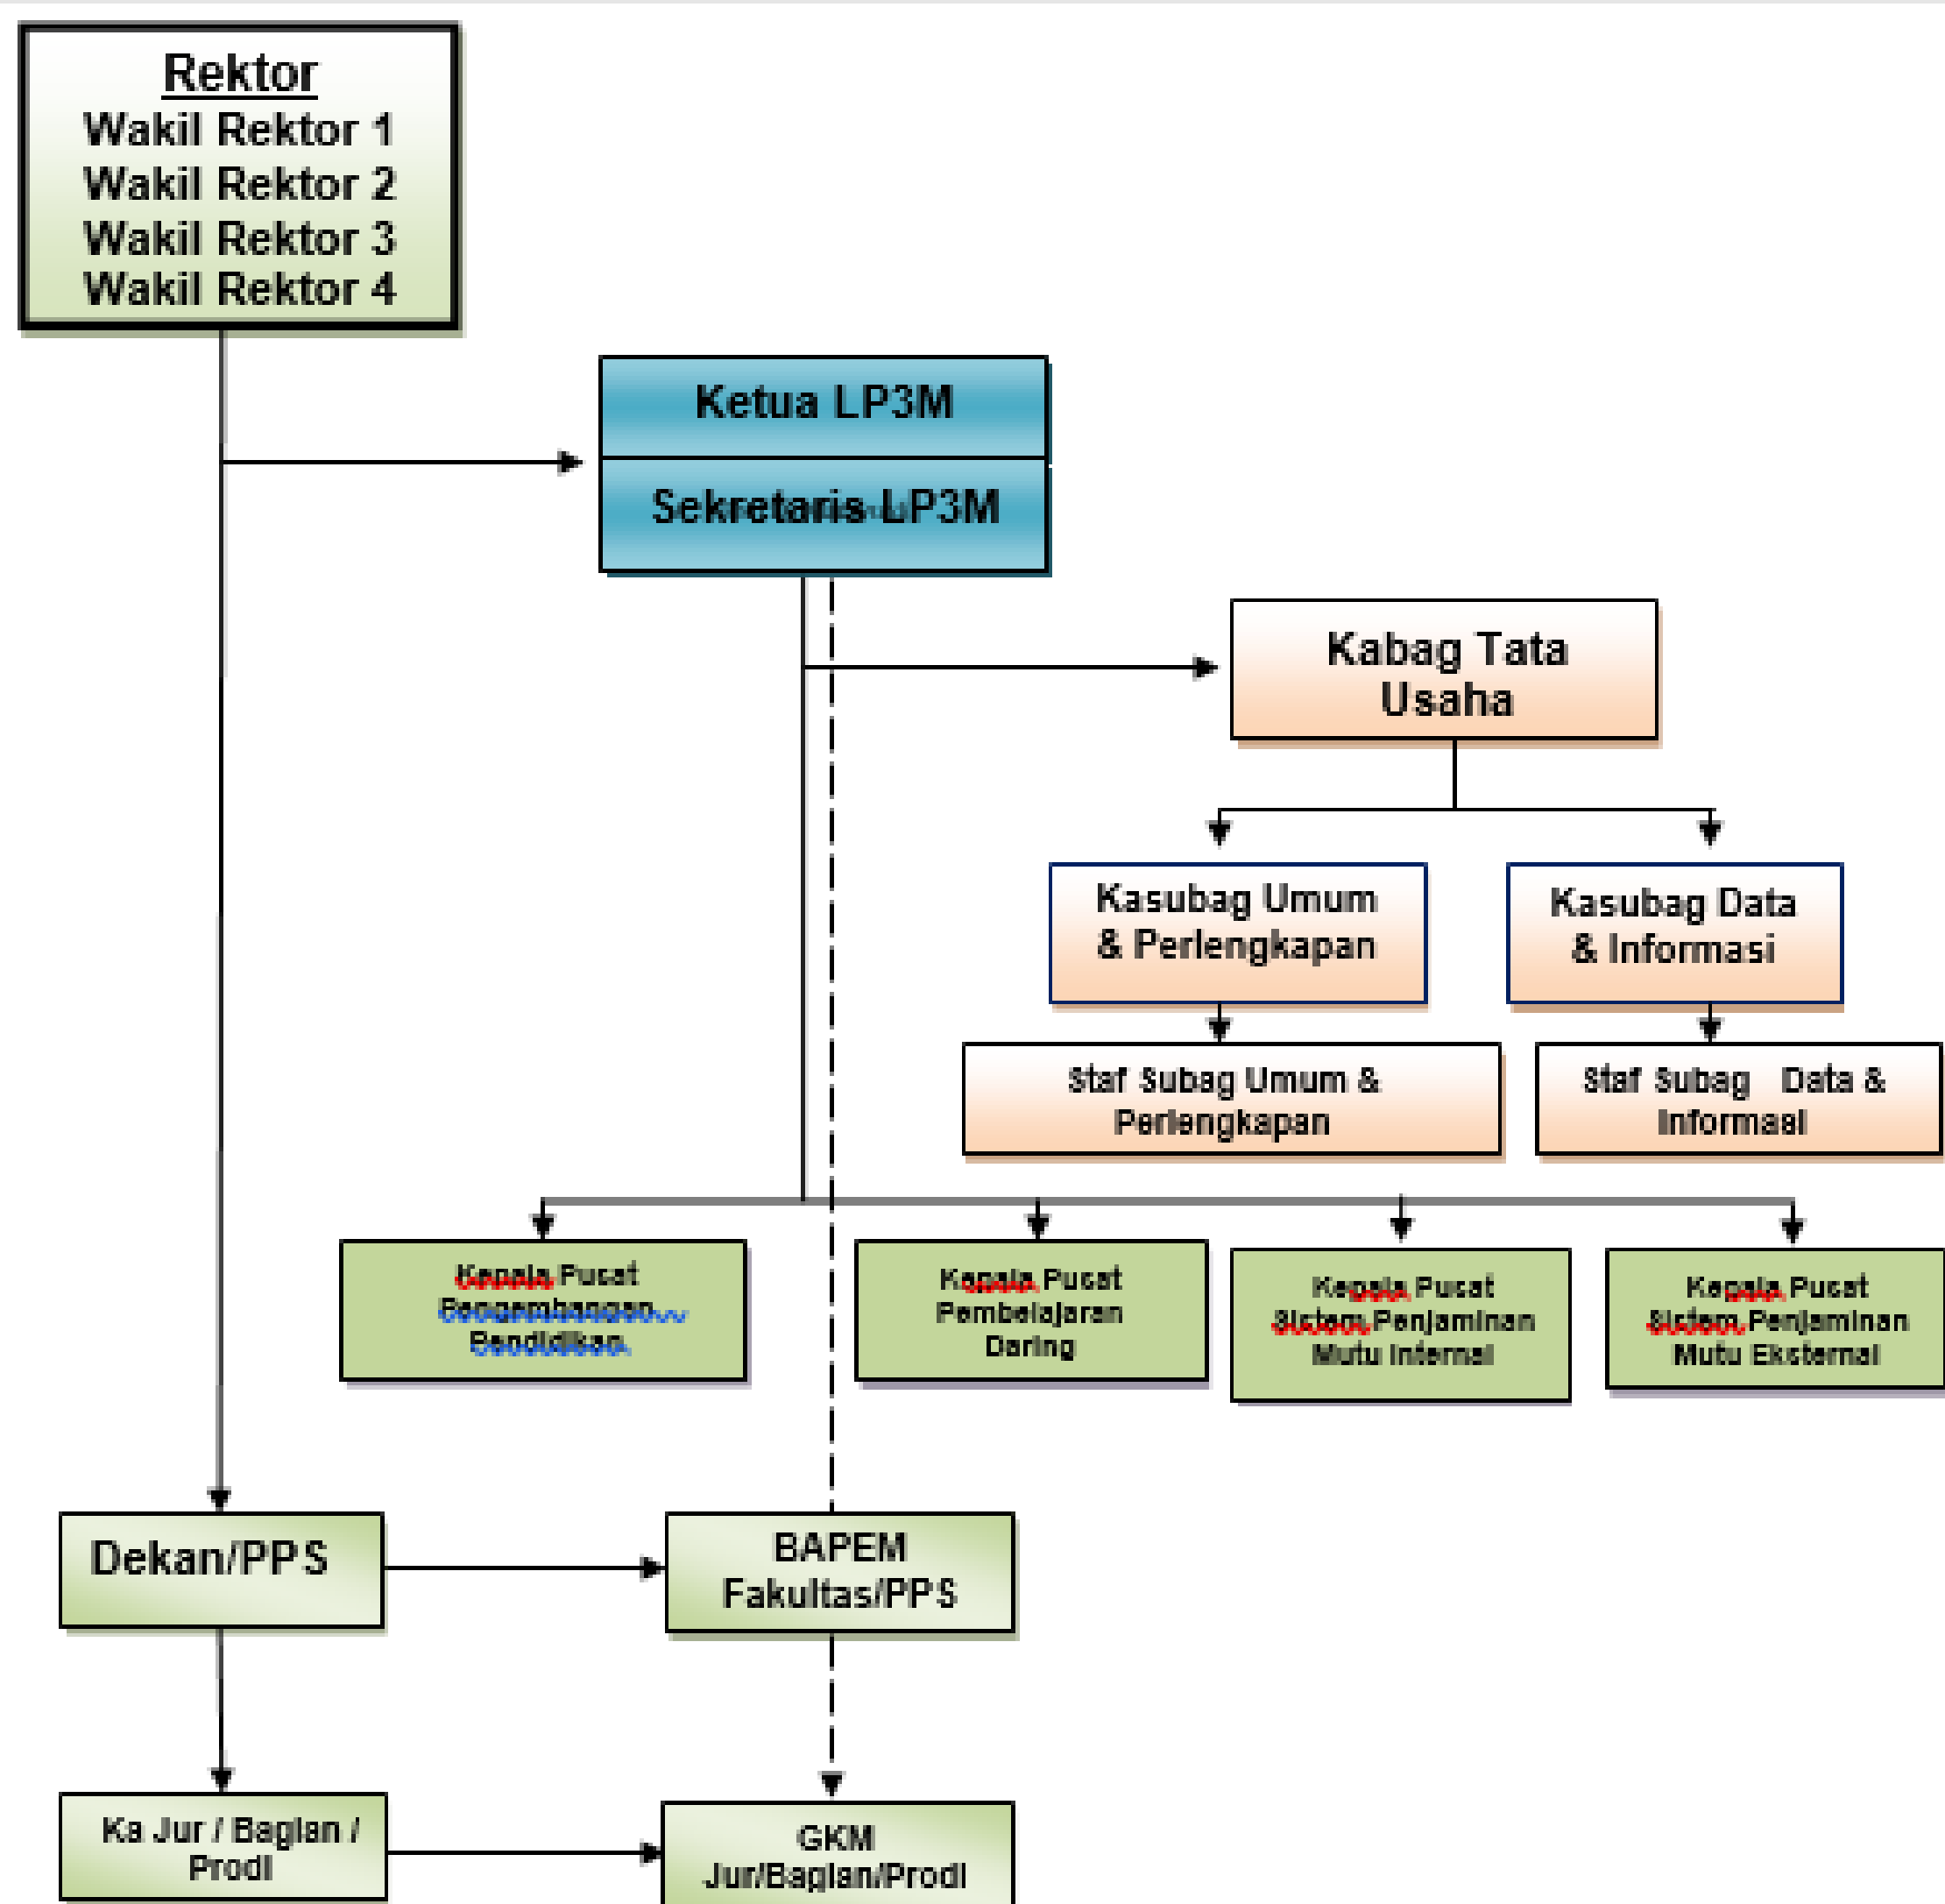 Rektor
Wakil Rektor 1
Wakil Rektor 2
Wakil Rektor 3
Wakil Rektor 4
Ketua LP3M
Sekretaris LP3M
Kabag Tata
Usaha
Kasubag Umum
& Perlengkapan
Kasubag Data
& Informasi
Staf Subag Umum &
Perlengkapan
Staf Subag Data &
Informasi
Kepala Pusat
Pengembangan
Pendidikan
Kepala Pusat
Pembelajaran
Daring
Kepala Pusat
Sistem Penjaminan
Mutu Internal
Kepala Pusat
Sistem Penjaminan
Mutu Eksternal
Dekan/PPS
BAPEM
Fakultas/PPS
Ka Jur / Bagian /
Prodi
GKM
Jur/Bagian/Prodi